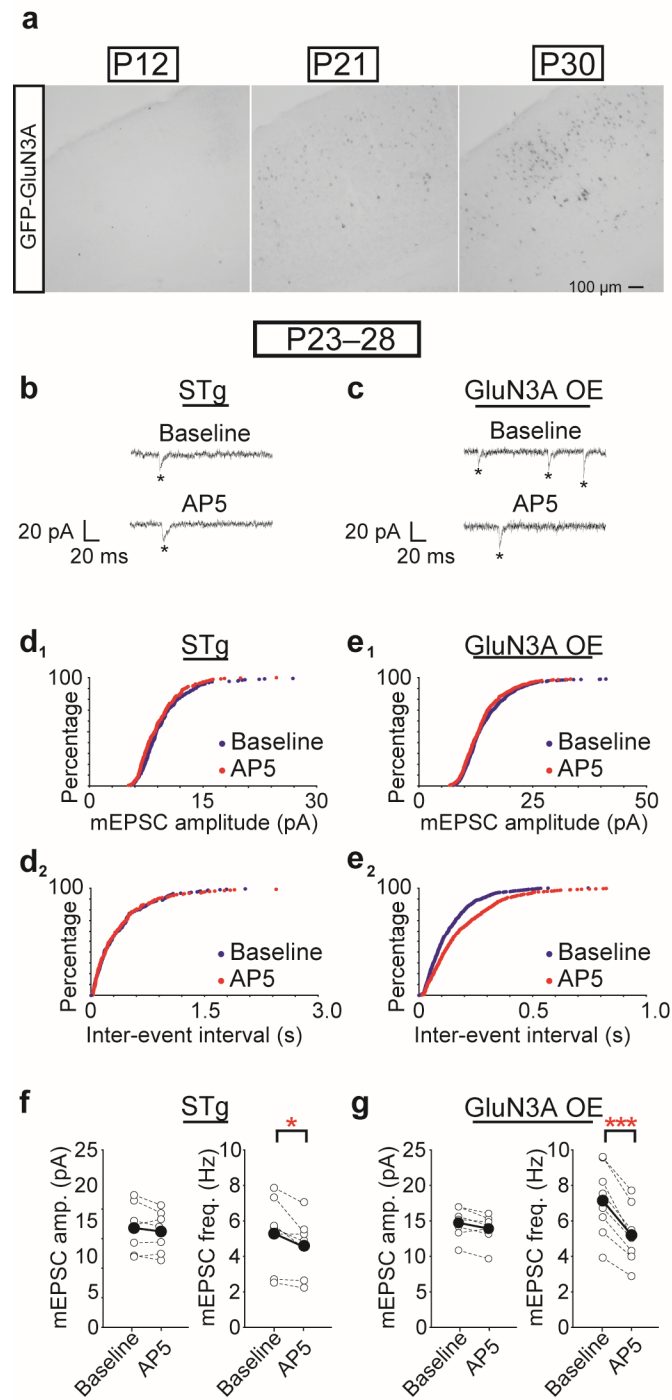 a
P12 P21 P30
GFP-GluN3A
100 µm
P23–28
b STg
Baseline
*
AP5
20 pA
20 ms
*
c GluN3A OE
Baseline
* * *
AP5
20 pA
20 ms
*
d1 STg
100
Percentage
Baseline
AP5
0 15 30
mEPSC amplitude (pA)
e1 GluN3A OE
100
Percentage
Baseline
AP5
0 25 50
mEPSC amplitude (pA)
d2
100
Percentage
Baseline
AP5
0 1.5 3.0
Inter-event interval (s)
e2
100
Percentage
Baseline
AP5
0 0.5 1.0
Inter-event interval (s)
f STg
mEPSC amp. (pA)
25
20
15
10
5
0
Baseline AP5
mEPSC freq. (Hz)
10
8
6
4
2
0
*
Baseline AP5
g GluN3A OE
mEPSC amp. (pA)
25
20
15
10
5
0
Baseline AP5
mEPSC freq. (Hz)
10
8
6
4
2
0
***
Baseline AP5